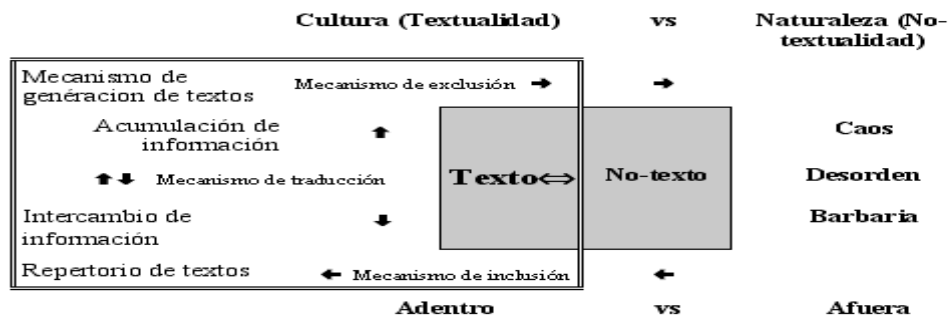 Cultura (Textualidad) vs Naturaleza (No-
textualidad)
Mecanismo de
genéracion de textos
Mecanismo de exclusión ➔ ➔
Acumulación de
información
Caos
Mecanismo de traducción
Texto⇔
No-texto
Desorden
Intercambio de
información
Barbaria
Repertorio de textos
Mecanismo de inclusión
Adentro vs Afuera